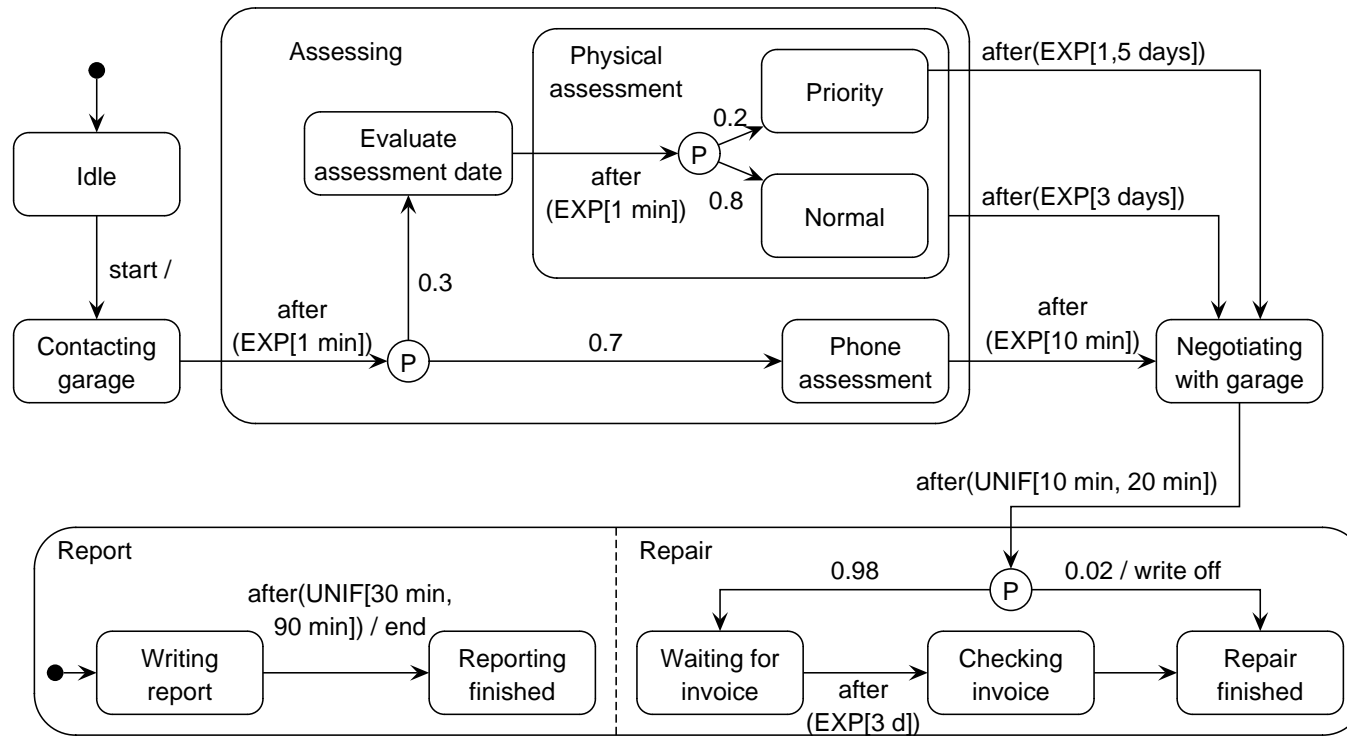 Assessing
Physical
assessment
Priority
after(EXP[1,5 days])
0.2
P
0.8
Evaluate
assessment date
after
(EXP[1 min])
Normal
after(EXP[3 days])
Idle
start /
0.3
Contacting
garage
after
(EXP[1 min])
P
0.7
Phone
assessment
after
(EXP[10 min])
Negotiating
with garage
after(UNIF[10 min, 20 min])
Report
after(UNIF[30 min,
90 min]) / end
Writing
report
Reporting
finished
Repair
0.98
P
0.02 / write off
Waiting for
invoice
after
(EXP[3 d])
Checking
invoice
Repair
finished